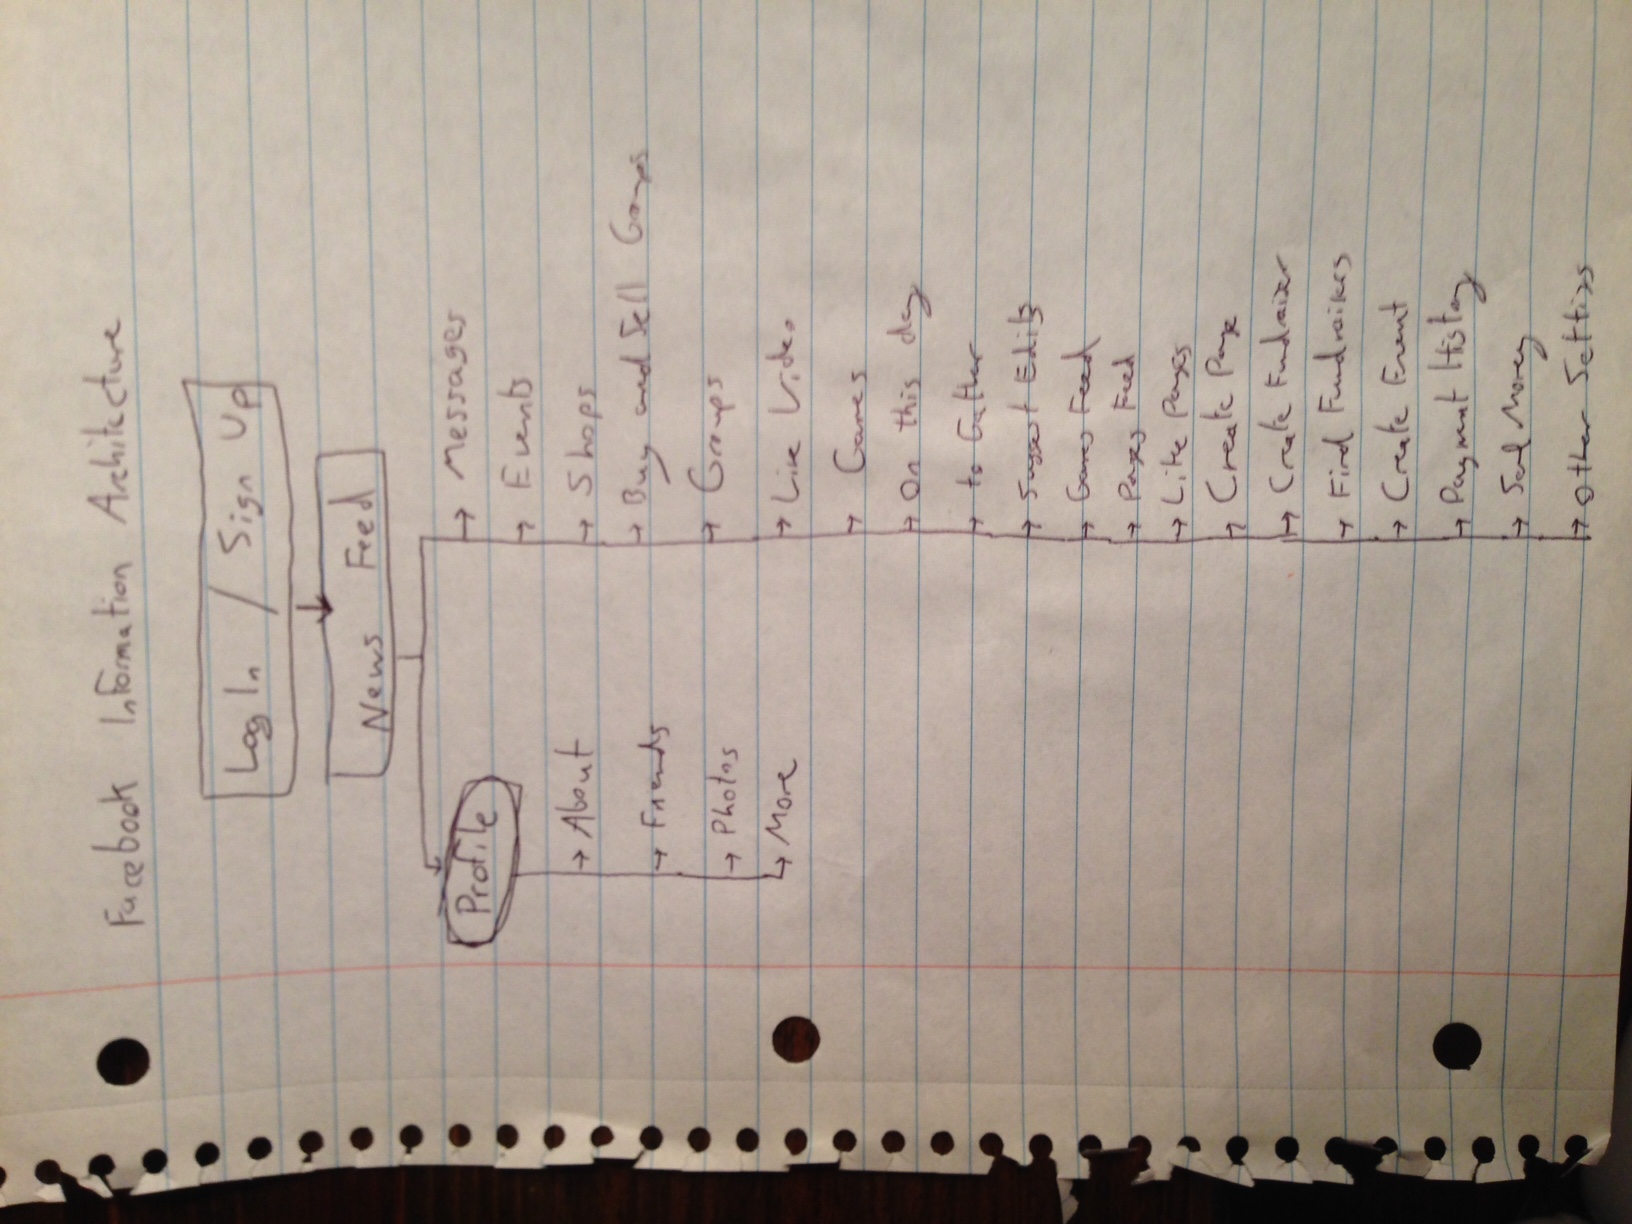 Facebook Information Architecture
Log In / Sign Up
News Feed
Profile
About
Friends
Photos
More
Messages
Events
Shops
Buy and Sell Groups
Groups
Live Video
Games
On this day
to Gether
Suggest Edits
Games Feed
Pages Feed
Like Pages
Create Page
Create Fundraiser
Find Fundraisers
Create Event
Payment History
Send Money
Other Settings